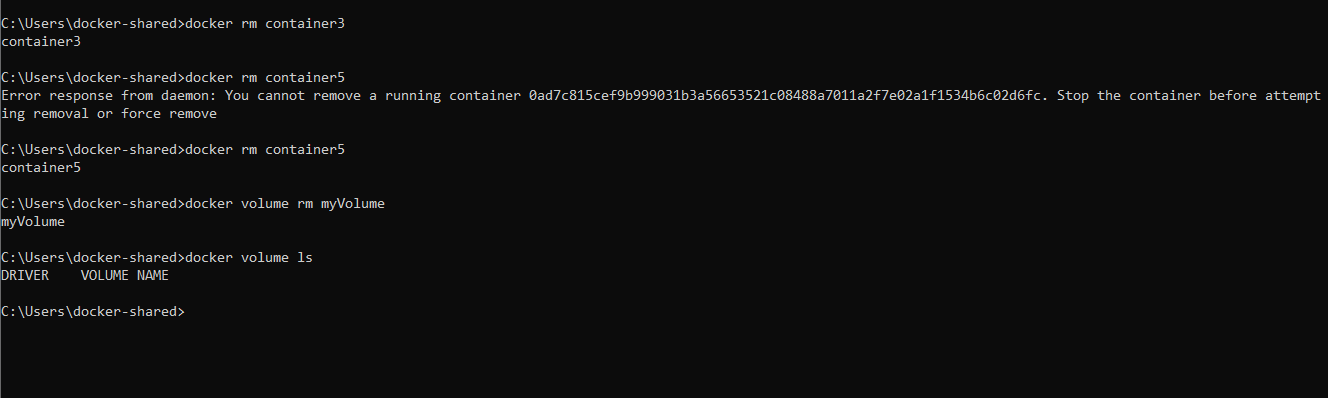 C:\Users\docker-shared>docker rm container3
container3
C:\Users\docker-shared>docker rm container5
Error response from daemon: You cannot remove a running container 0ad7c815cef9b999031b3a56653521c08488a7011a2f7e02a1f1534b6c02d6fc. Stop the container before attempt
ing removal or force remove
C:\Users\docker-shared>docker rm container5
container5
C:\Users\docker-shared>docker volume rm myVolume
myVolume
C:\Users\docker-shared>docker volume ls
DRIVER    VOLUME NAME
C:\Users\docker-shared>